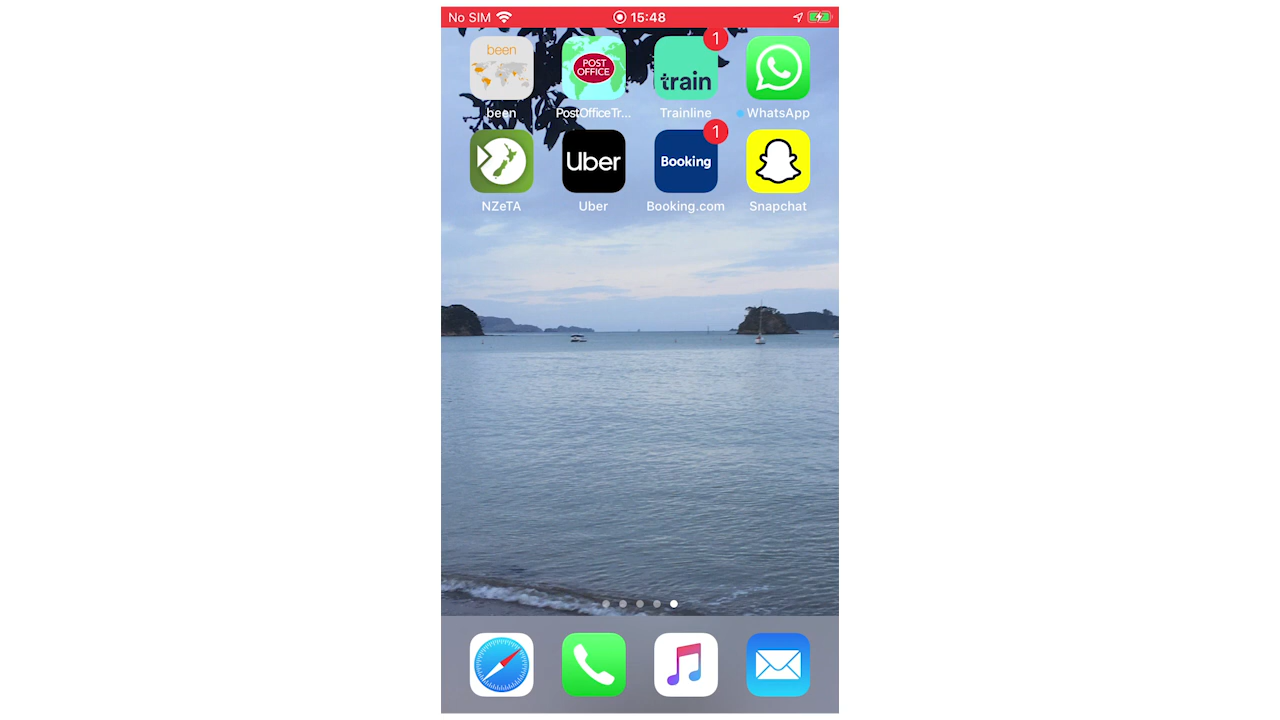 No SIM 15:48
been POST OFFICE train 1
been PostOfficeTr... Trainline WhatsApp
Uber Booking 1
NZeTA Uber Booking.com Snapchat